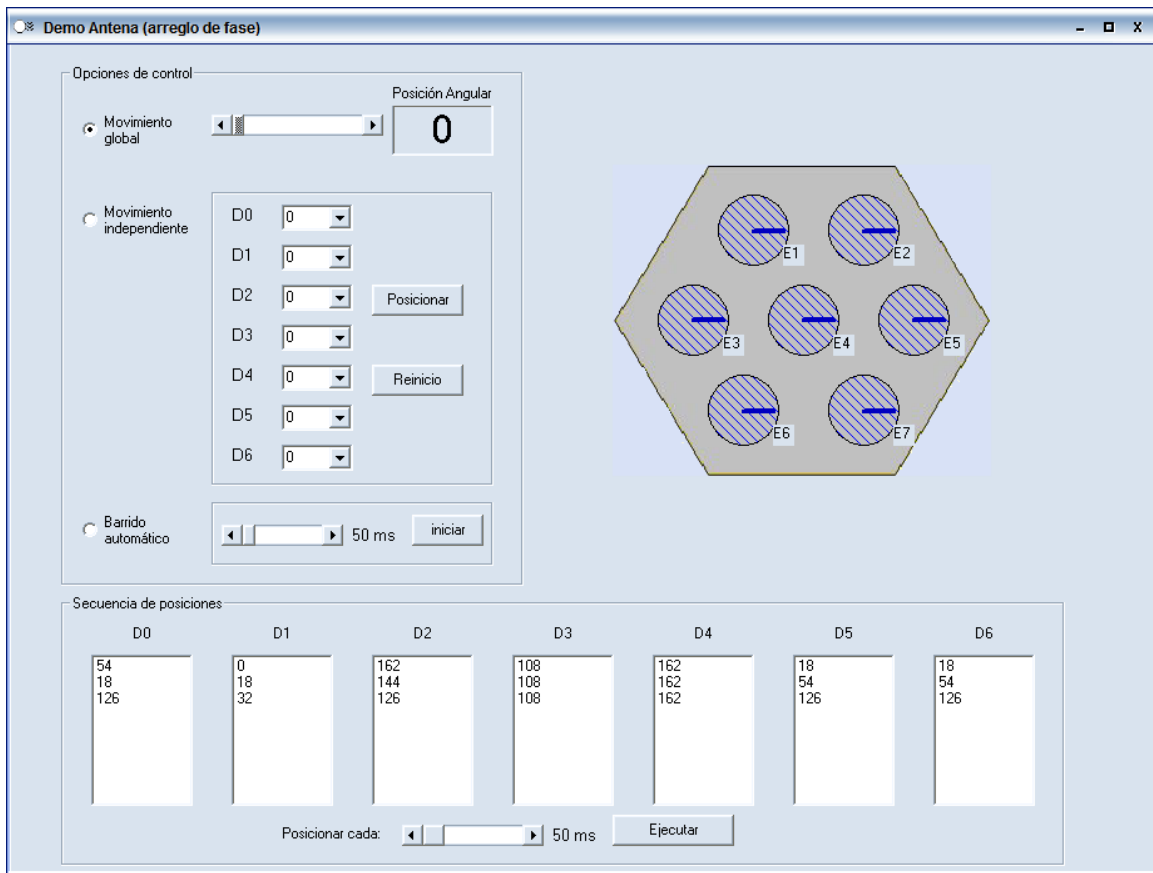 Demo Antena (arreglo de fase)
Opciones de control
Posición Angular
Movimiento
global
0
Movimiento
independiente
D0 0
D1 0
D2 0
Posicionar
D3 0
D4 0
Reinicio
D5 0
D6 0
Barrido
automático
50 ms
iniciar
E1 E2
E3 E4 E5
E6 E7
Secuencia de posiciones
D0 D1 D2 D3 D4 D5 D6
54 0 162 108 162 18 18
18 18 144 108 162 54 54
126 32 126 108 162 126 126
Posicionar cada: 50 ms Ejecutar